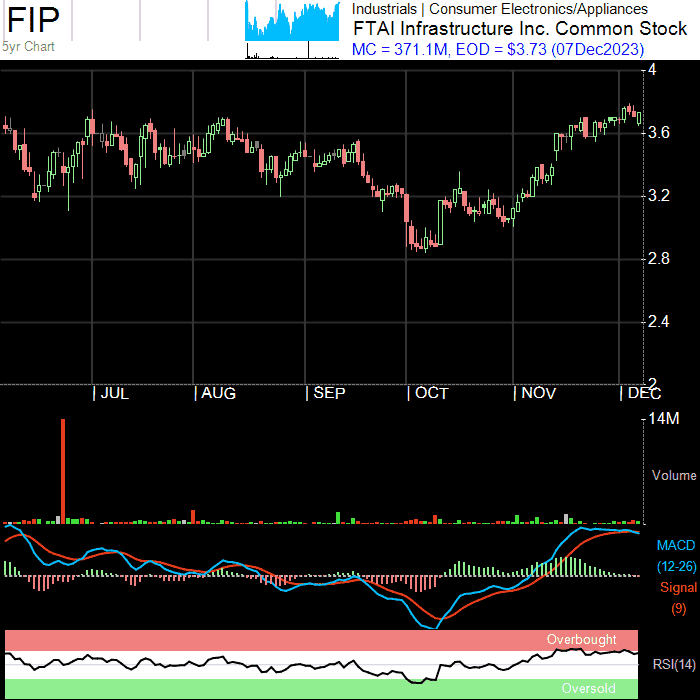 FIP
5yr Chart
Industrials | Consumer Electronics/Appliances
FTAI Infrastructure Inc. Common Stock
MC = 371.1M, EOD = $3.73 (07Dec2023)
4
3.6
3.2
2.8
2.4
2
| JUL | AUG | SEP | OCT | NOV | DEC
14M
Volume
MACD
(12-26)
Signal
(9)
Overbought
RSI(14)
Oversold